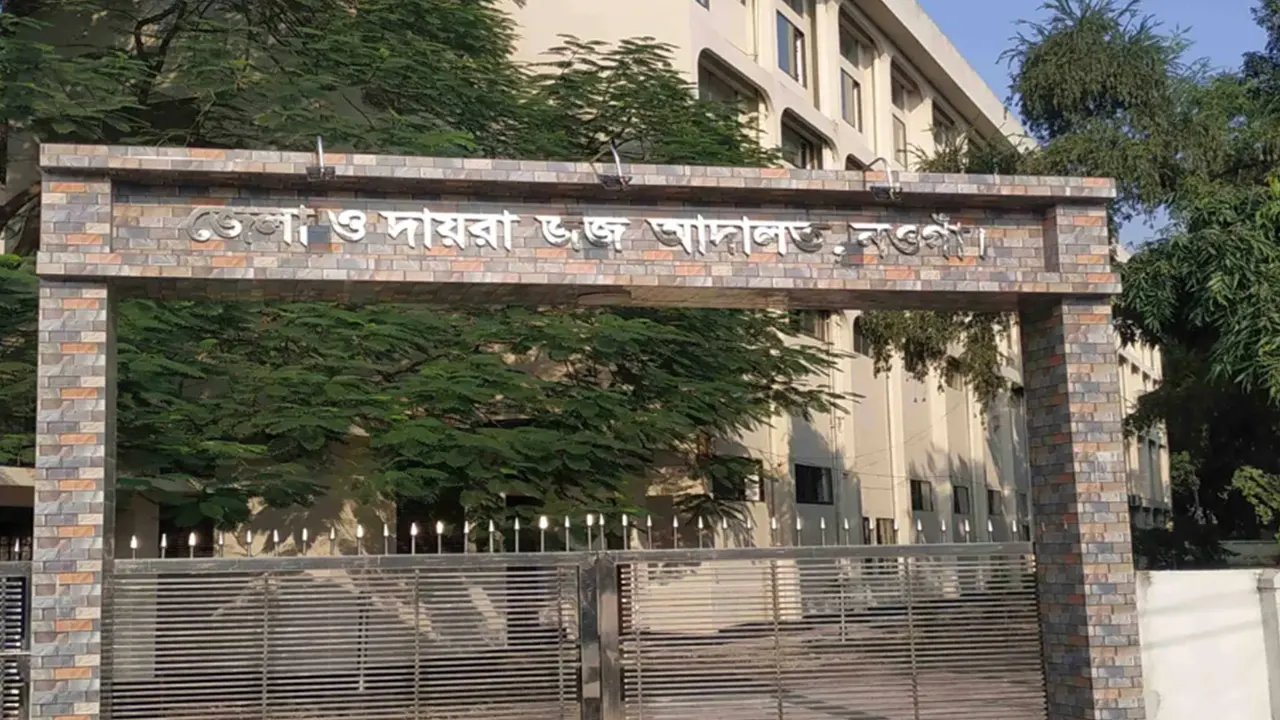 জেলা ও দায়রা জজ আদালত, নওগাঁ।